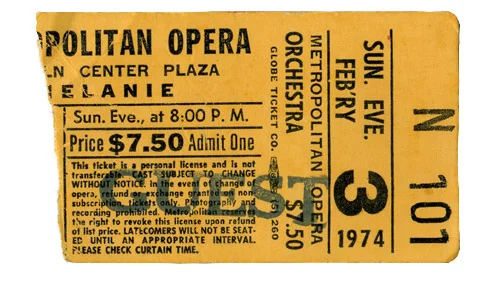 POLITAN OPERA
LN CENTER PLAZA
MELANIE
Sun. Eve., at 8:00 P. M.
Price $7.50 Admit One
This ticket is a personal license and is not
transferable. CAST SUBJECT TO CHANGE
WITHOUT NOTICE. In the event of change of
opera, refund or exchange granted on non-
subscription tickets only. Photography and
recording prohibited. Metropolitan reserves
the right to revoke this license upon refund
of list price. LATECOMERS WILL NOT BE SEAT-
ED UNTIL AN APPROPRIATE INTERVAL.
PLEASE CHECK CURTAIN TIME.
GUEST
GLOBE TICKET CO.
ORCHESTRA $7.50
METROPOLITAN OPERA
SUN. EVE.
FEB'RY
3
1974
N 101